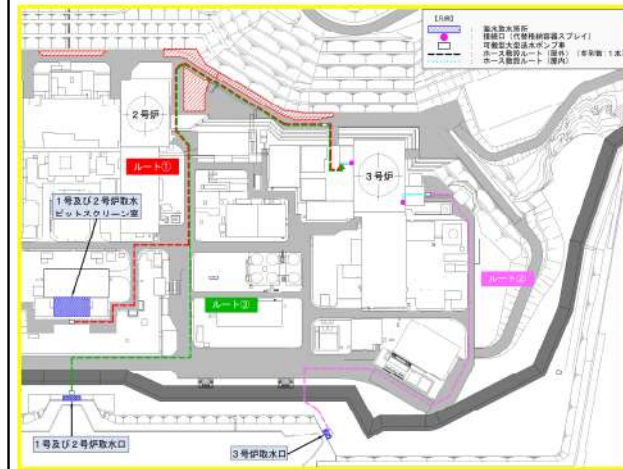 【凡例】
海水取水箇所
接続口（代替格納容器スプレイ）
可搬型大型送水ポンプ車
ホース敷設ルート（屋外）
ホース敷設ルート（屋内）
2号炉
3号炉
ルート①
1号及び2号炉取水
ピットスクリーン室
ルート②
ルート③
1号及び2号炉取水口
3号炉取水口